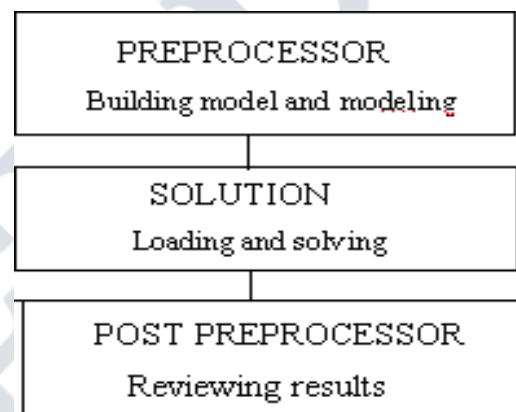 PREPROCESSOR
Building model and modeling
SOLUTION
Loading and solving
POST PREPROCESSOR
Reviewing results